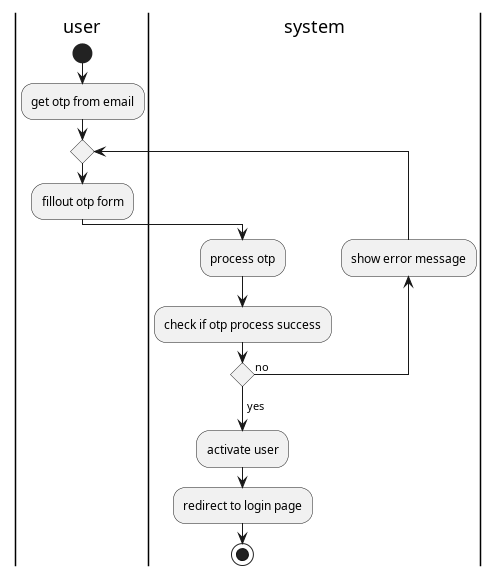 user
system
get otp from email
fillout otp form
process otp
show error message
check if otp process success
no
yes
activate user
redirect to login page